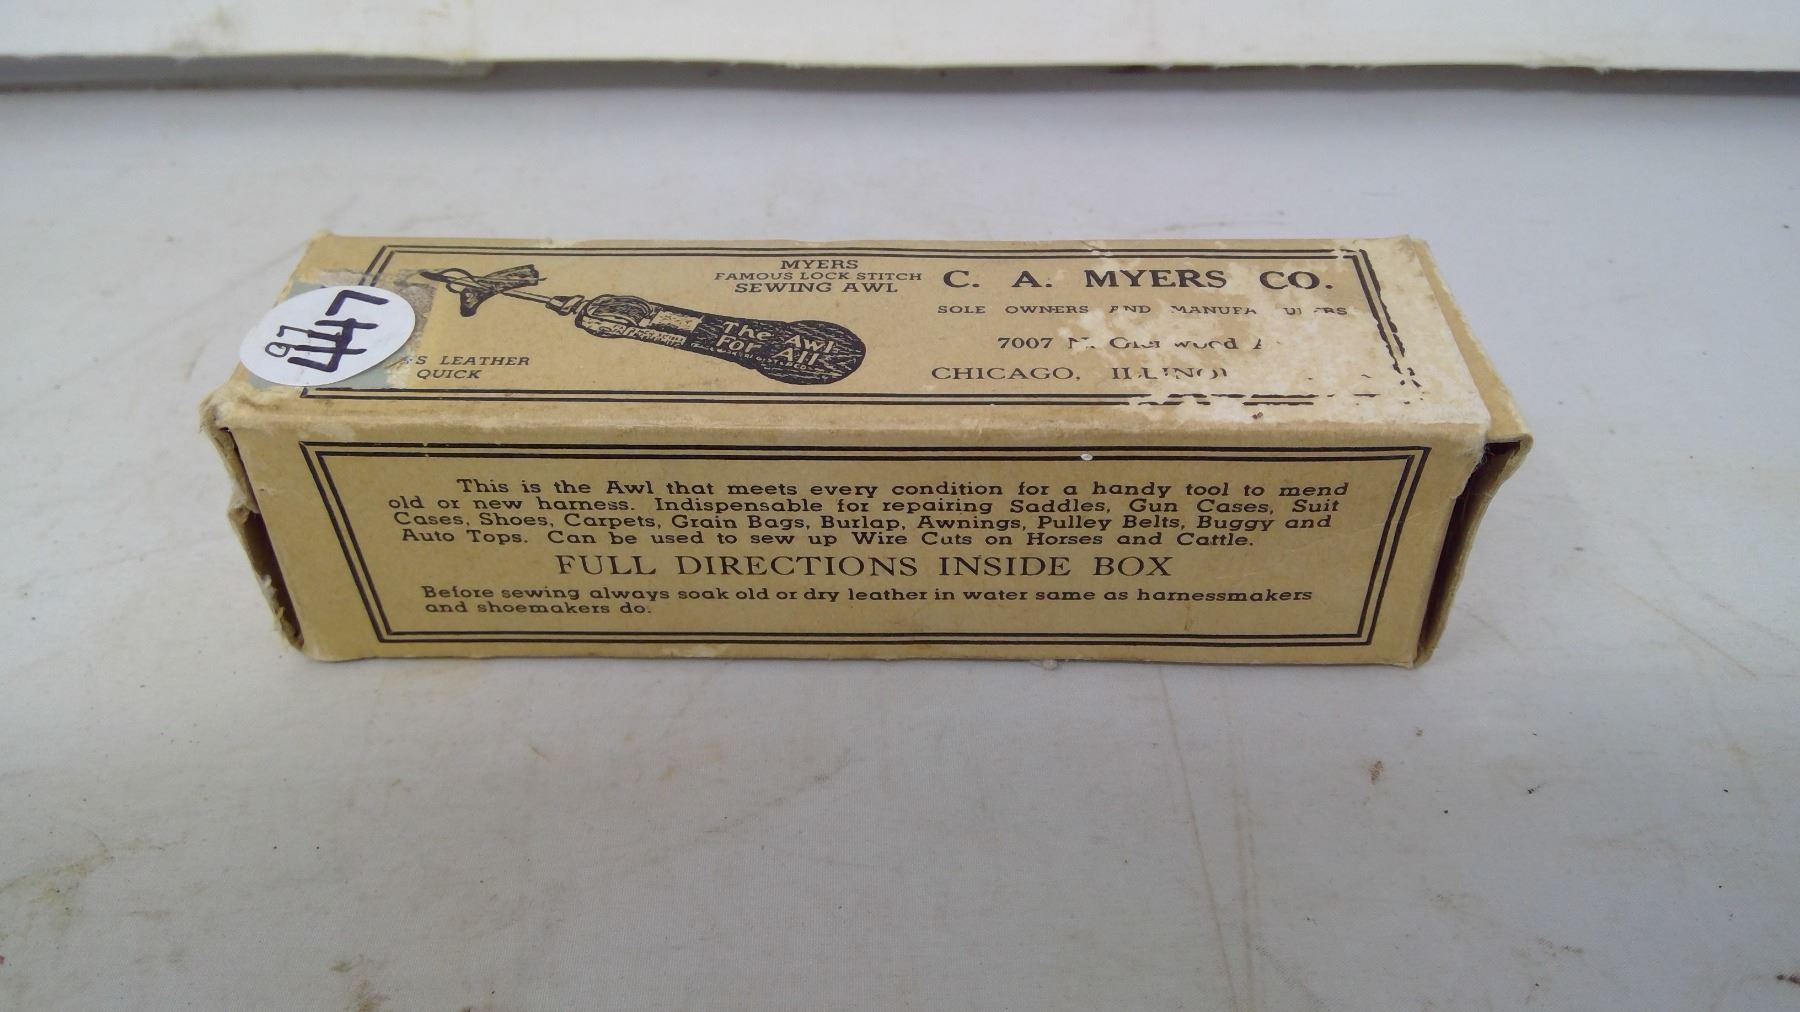 MYERS
FAMOUS LOCK STITCH
SEWING AWL
The Awl
For All
LEATHER
QUICK
C. A. MYERS CO.
SOLE OWNERS AND
7007 N.
CHICAGO,
447
97
This is the Awl that meets every condition for a handy tool to mend
old or new harness. Indispensable for repairing Saddles, Gun Cases, Suit
Cases, Shoes, Carpets, Grain Bags, Burlap, Awnings, Pulley Belts, Buggy and
Auto Tops. Can be used to sew up Wire Cuts on Horses and Cattle.
FULL DIRECTIONS INSIDE BOX
Before sewing always soak old or dry leather in water same as harnessmakers
and shoemakers do.